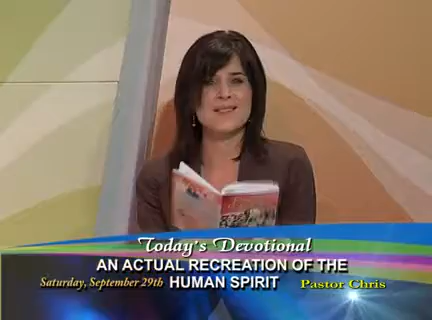 Today's Devotional
AN ACTUAL RECREATION OF THE
Saturday, September 29th HUMAN SPIRIT Pastor Chris